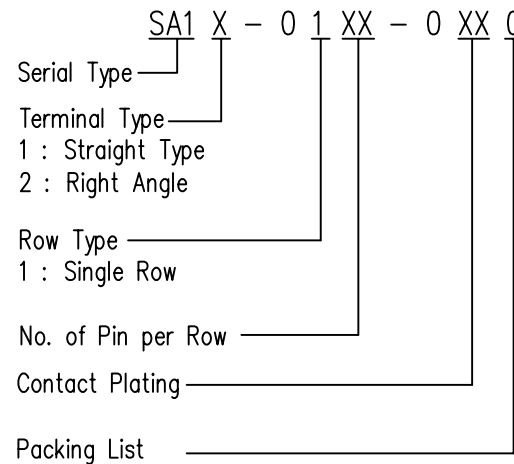 SA1 X - 0 1 XX - 0 XX
Serial Type
Terminal Type
1 : Straight Type
2 : Right Angle
Row Type
1 : Single Row
No. of Pin per Row
Contact Plating
Packing List